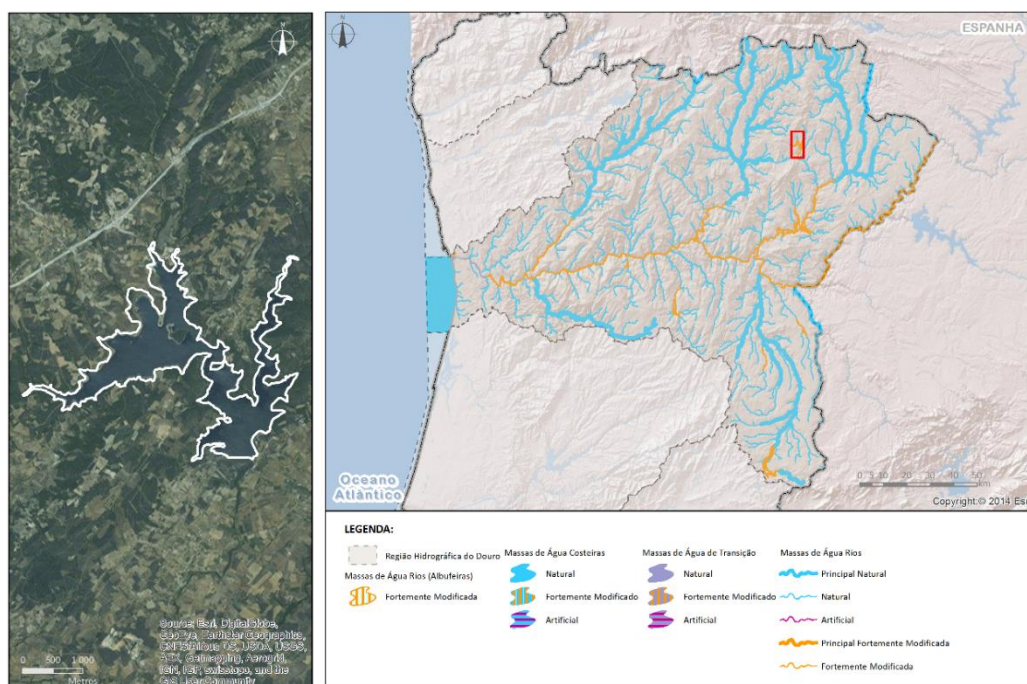 N
N
ESPANHA
Oceano
Atlântico
0 5 10 20 30 40 50
km
Copyright:© 2014 Esri
0 500 1 000
Metros
Source: Esri, DigitalGlobe,
GeoEye, Earthstar Geographics,
CNES/Airbus DS, USDA, USGS,
AEX, Getmapping, Aerogrid,
IGN, IGP, swisstopo, and the
GIS User Community
LEGENDA:
Região Hidrográfica do Douro
Massas de Água Rios (Albufeiras)
Fortemente Modificada
Massas de Água Costeiras
Natural
Fortemente Modificado
Artificial
Massas de Água de Transição
Natural
Fortemente Modificado
Artificial
Massas de Água Rios
Principal Natural
Natural
Artificial
Principal Fortemente Modificada
Fortemente Modificada